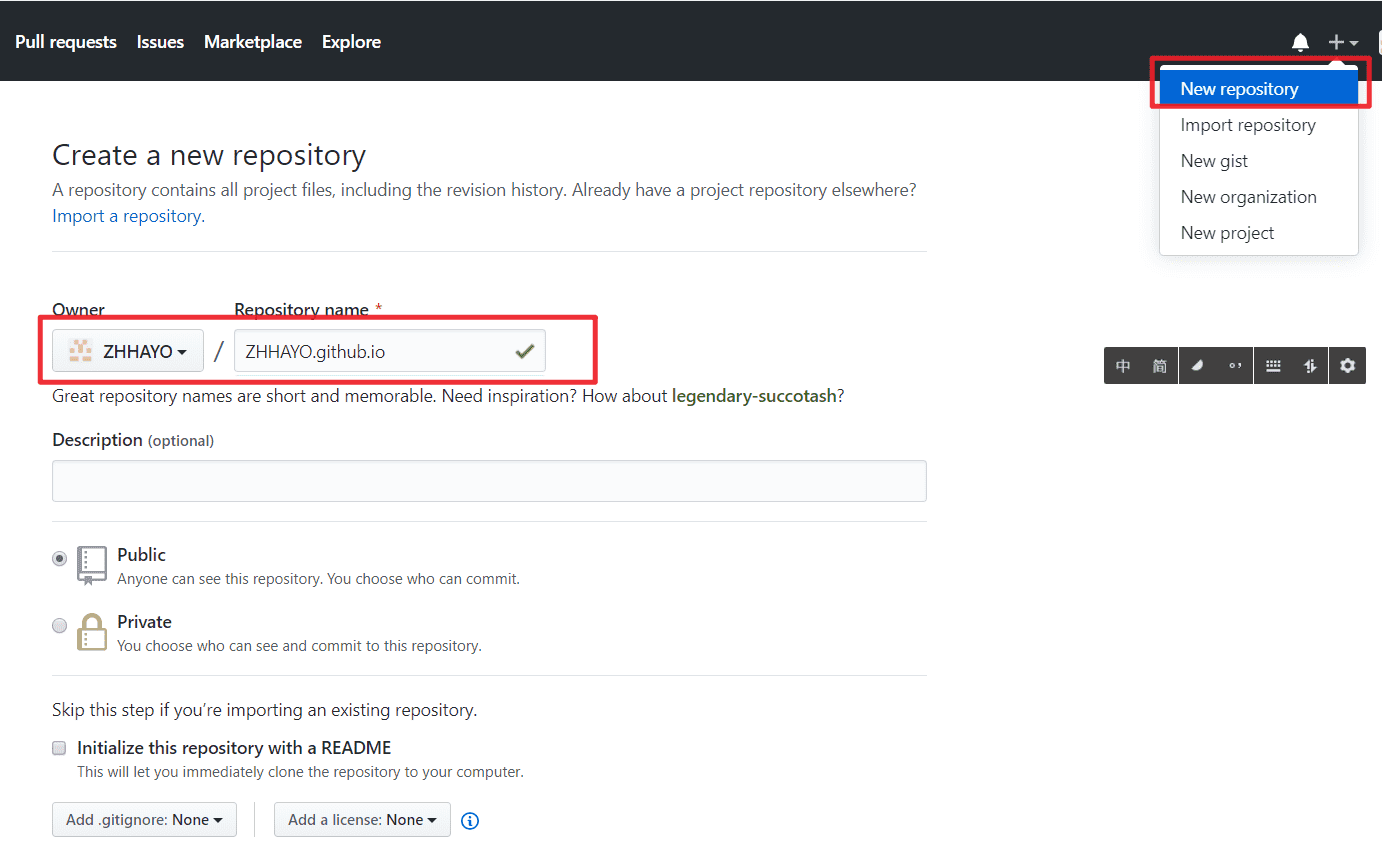 Pull requests Issues Marketplace Explore
New repository
Import repository
New gist
New organization
New project
Create a new repository
A repository contains all project files, including the revision history. Already have a project repository elsewhere?
Import a repository.
Owner Repository name *
ZHHAYO / ZHHAYO.github.io
中 简
Great repository names are short and memorable. Need inspiration? How about legendary-succotash?
Description (optional)
Public
Anyone can see this repository. You choose who can commit.
Private
You choose who can see and commit to this repository.
Skip this step if you’re importing an existing repository.
Initialize this repository with a README
This will let you immediately clone the repository to your computer.
Add .gitignore: None Add a license: None